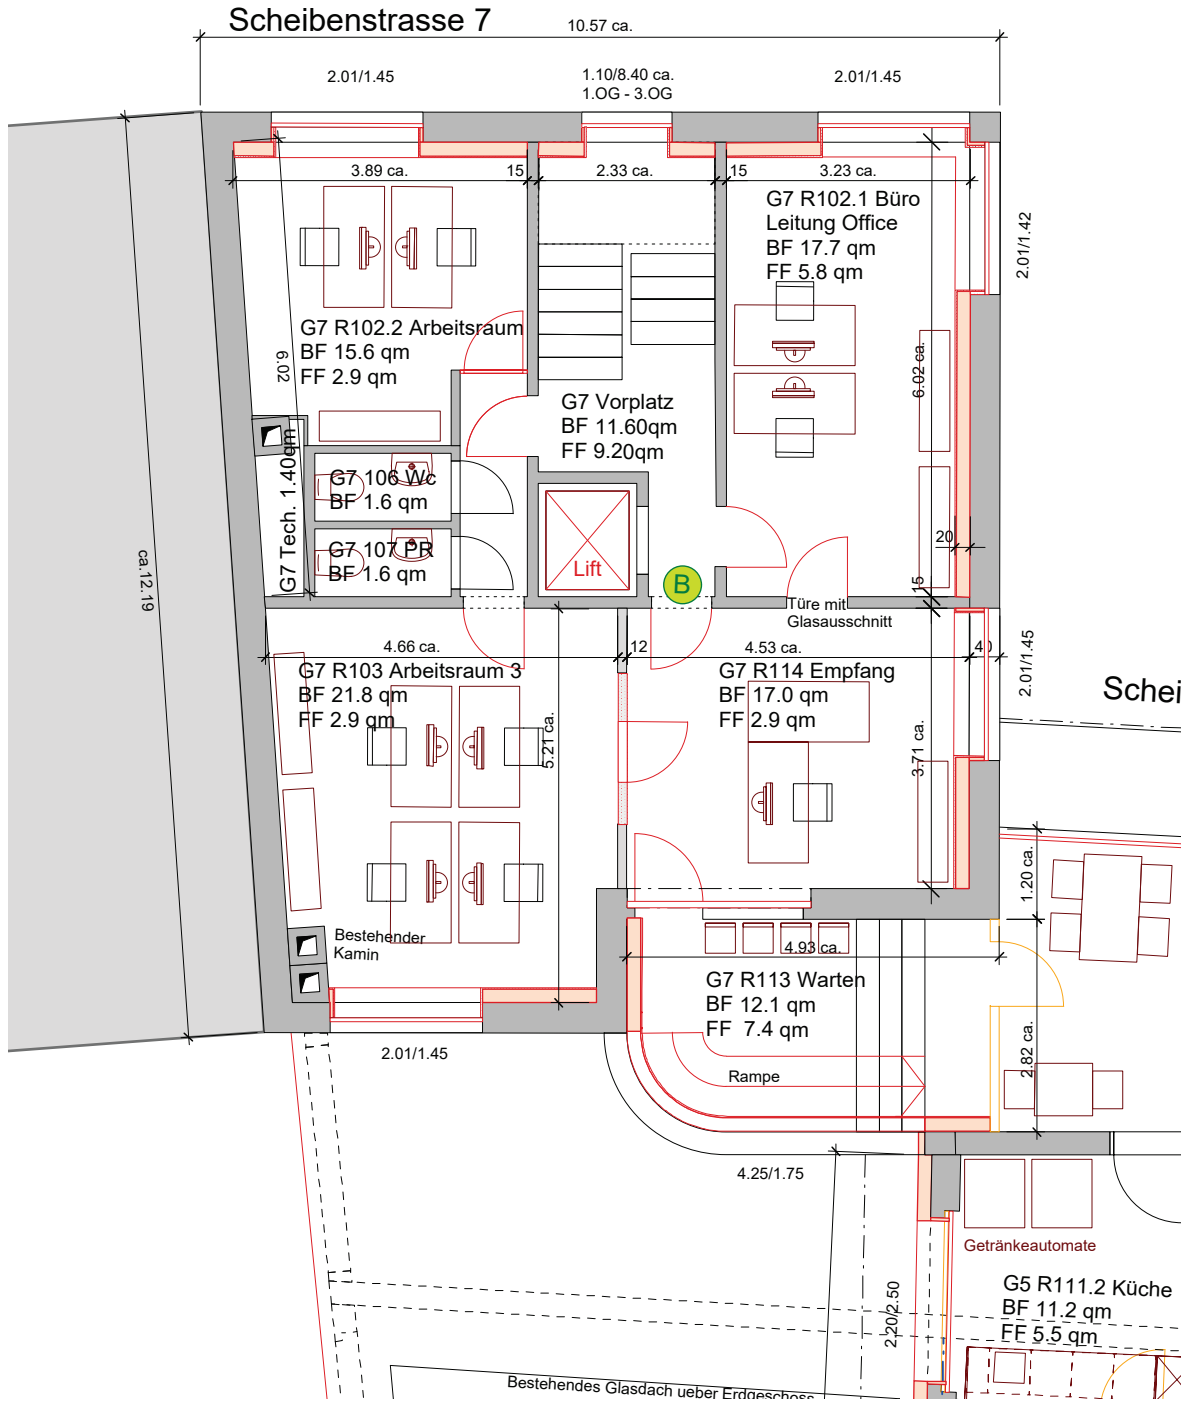 Scheibenstrasse 7
10.57 ca.
2.01/1.45
1.10/8.40 ca.
1.OG - 3.OG
2.01/1.45
3.89 ca.
15
2.33 ca.
15
3.23 ca.
G7 R102.1 Büro
Leitung Office
BF 17.7 qm
FF 5.8 qm
2.01/1.42
G7 R102.2 Arbeitsraum
BF 15.6 qm
FF 2.9 qm
6.02
6.02 ca.
G7 Vorplatz
BF 11.60qm
FF 9.20qm
G7 Tech. 1.40qm
G7 106 Wc
BF 1.6 qm
G7 107 PR
BF 1.6 qm
ca.12.19
Lift
B
20
15
Türe mit
Glasausschnitt
4.66 ca.
12
4.53 ca.
40
2.01/1.45
G7 R103 Arbeitsraum 3
BF 21.8 qm
FF 2.9 qm
G7 R114 Empfang
BF 17.0 qm
FF 2.9 qm
Schei
5.21 ca.
3.71 ca.
1.20 ca.
Bestehender
Kamin
4.93 ca.
G7 R113 Warten
BF 12.1 qm
FF 7.4 qm
2.82 ca.
2.01/1.45
Rampe
4.25/1.75
Getränkeautomate
G5 R111.2 Küche
BF 11.2 qm
FF 5.5 qm
2.20/2.50
Bestehendes Glasdach ueber Erdgeschoss